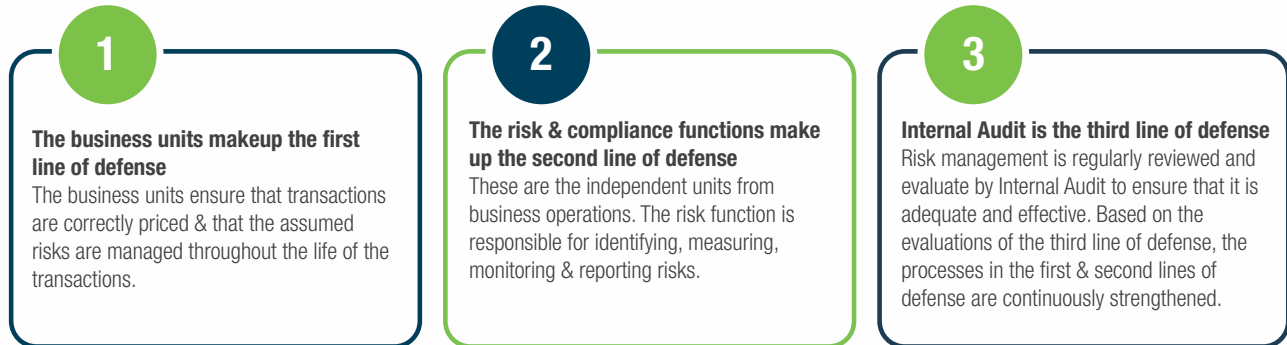 1
The business units makeup the first
line of defense
The business units ensure that transactions
are correctly priced & that the assumed
risks are managed throughout the life of the
transactions.
2
The risk & compliance functions make
up the second line of defense
These are the independent units from
business operations. The risk function is
responsible for identifying, measuring,
monitoring & reporting risks.
3
Internal Audit is the third line of defense
Risk management is regularly reviewed and
evaluate by Internal Audit to ensure that it is
adequate and effective. Based on the
evaluations of the third line of defense, the
processes in the first & second lines of
defense are continuously strengthened.